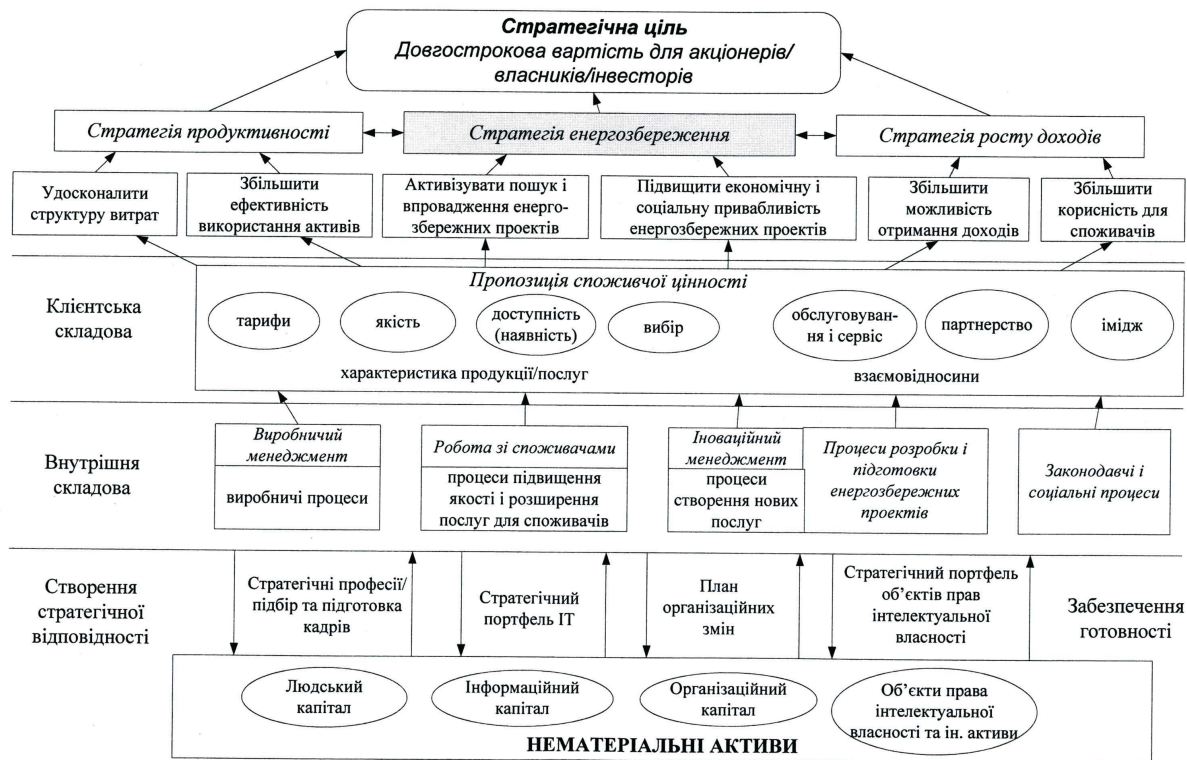 Стратегічна ціль
Довгострокова вартість для акціонерів/
власників/інвесторів
Стратегія продуктивності
Стратегія енергозбереження
Стратегія росту доходів
Удосконалити
структуру витрат
Збільшити
ефективність
використання активів
Активізувати пошук і
впровадження енерго-
збережних проектів
Підвищити економічну і
соціальну привабливість
енергозбережних проектів
Збільшити
можливість
отримання доходів
Збільшити
корисність для
споживачів
Клієнтська
складова
Пропозиція споживчої цінності
тарифи
якість
доступність
(наявність)
вибір
обслуговуван-
ня і сервіс
партнерство
імідж
характеристика продукції/послуг
взаємовідносини
Внутрішня
складова
Виробничий
менеджмент
виробничі процеси
Робота зі споживачами
процеси підвищення
якості і розширення
послуг для споживачів
Іноваційний
менеджмент
процеси
створення нових
послуг
Процеси розробки і
підготовки
енергозбережних
проектів
Законодавчі і
соціальні процеси
Створення
стратегічної
відповідності
Стратегічні професії/
підбір та підготовка
кадрів
Стратегічний
портфель ІТ
План
організаційних
змін
Стратегічний портфель
об’єктів прав
інтелектуальної
власності
Забезпечення
готовності
Людський
капітал
Інформаційний
капітал
Організаційний
капітал
Об’єкти права
інтелектуальної
власності та ін. активи
НЕМАТЕРІАЛЬНІ АКТИВИ